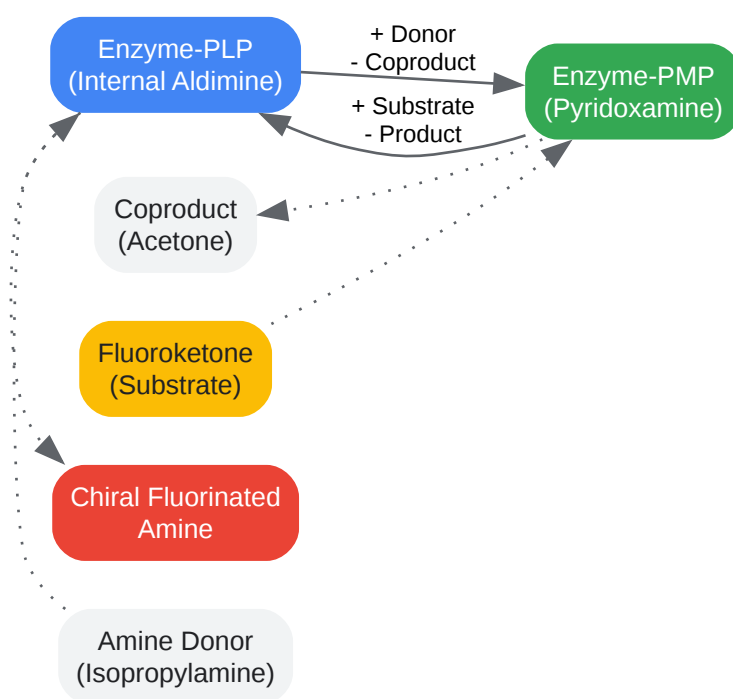 Enzyme-PLP
(Internal Aldimine)
+ Donor
- Coproduct
Enzyme-PMP
(Pyridoxamine)
+ Substrate
- Product
Coproduct
(Acetone)
Fluoroketone
(Substrate)
Chiral Fluorinated
Amine
Amine Donor
(Isopropylamine)